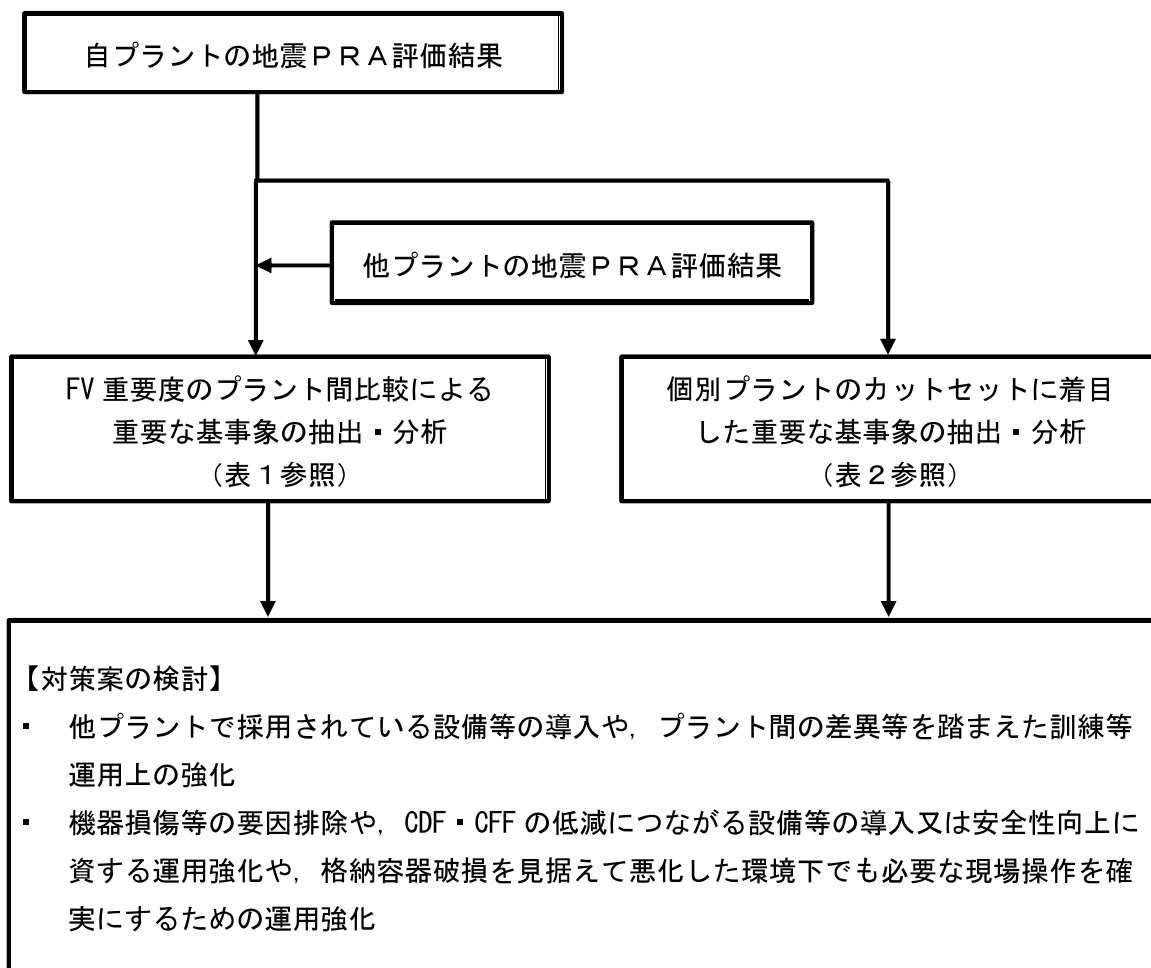 自プラントの地震ＰＲＡ評価結果
他プラントの地震ＰＲＡ評価結果
FV 重要度のプラント間比較による
重要な基事象の抽出・分析
（表１参照）
個別プラントのカットセットに着目
した重要な基事象の抽出・分析
（表２参照）
【対策案の検討】
・ 他プラントで採用されている設備等の導入や，プラント間の差異等を踏まえた訓練等
運用上の強化
・ 機器損傷等の要因排除や，CDF・CFF の低減につながる設備等の導入又は安全性向上に
資する運用強化や，格納容器破損を見据えて悪化した環境下でも必要な現場操作を確
実にするための運用強化